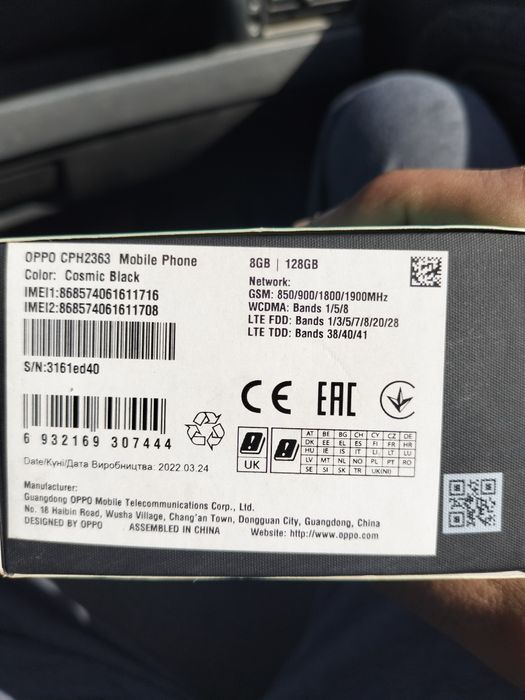 OPPO CPH2363 Mobile Phone
Color: Cosmic Black
IMEI1:868574061611716
IMEI2:868574061611708
S/N:3161ed40
6 932169 307444
Date/Күні/Дата Виробництва: 2022.03.24
8GB | 128GB
Network:
GSM: 850/900/1800/1900MHz
WCDMA: Bands 1/5/8
LTE FDD: Bands 1/3/5/7/8/20/28
LTE TDD: Bands 38/40/41
CE EAC
UK
AT BE BG CH CY CZ DE
DK EE EL ES FI FR HR
HU IE IS IT LI LT LU
LV MT NL NO PL PT RO
SE SI SK TR UK(NI)
Manufacturer:
Guangdong OPPO Mobile Telecommunications Corp., Ltd.
No. 18 Haibin Road, Wusha Village, Chang'an Town, Dongguan City, Guangdong, China
DESIGNED BY OPPO ASSEMBLED IN CHINA Website: http://www.oppo.com